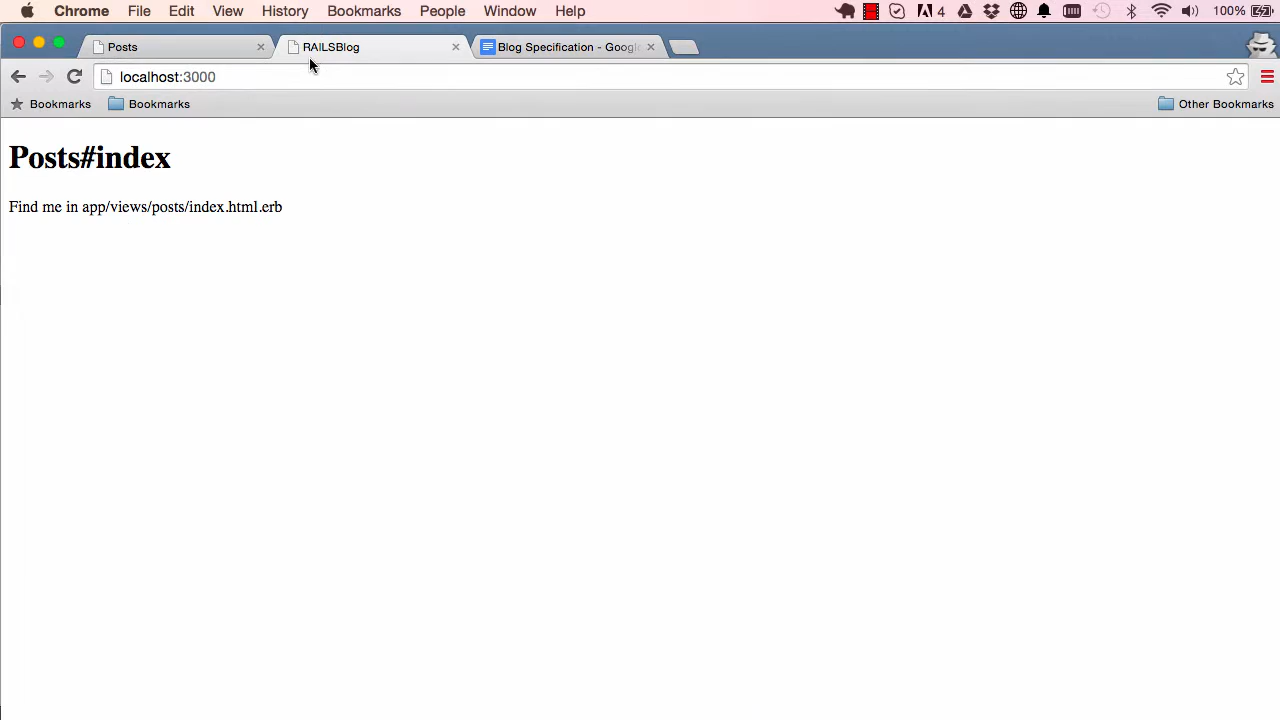 Chrome File Edit View History Bookmarks People Window Help 4 100%
Posts RAILSBlog Blog Specification - Google
localhost:3000
Bookmarks Bookmarks Other Bookmarks
Posts#index
Find me in app/views/posts/index.html.erb